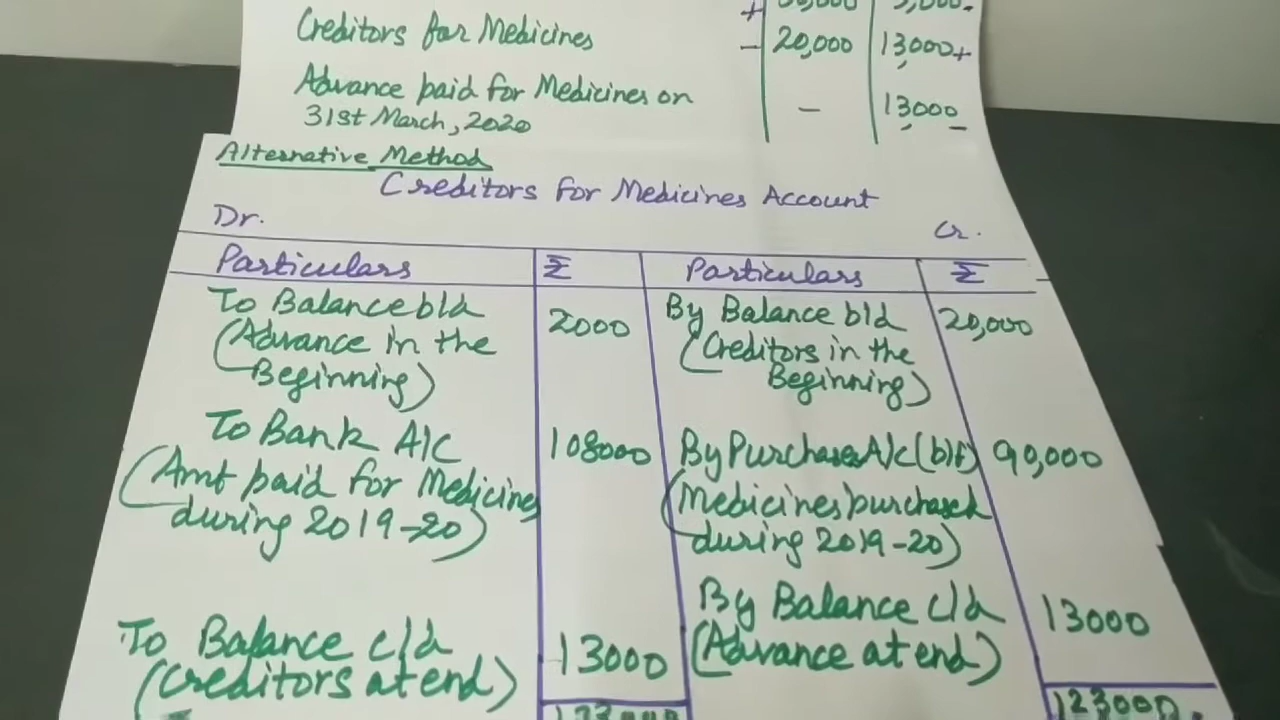 Creditors for Medicines - 20,000 13000+
Advance paid for Medicines on - 13000 -
31st March, 2020
Alternative Method
Creditors for Medicines Account
Dr. Cr.
Particulars ₹ Particulars ₹
To Balance b/d 2000 By Balance b/d 20,000
(Advance in the (Creditors in the
Beginning) Beginning)
To Bank A/C 108000 By Purchases A/c (b/f) 90,000
(Amt paid for Medicines (Medicines purchased
during 2019-20) during 2019-20)
By Balance c/d 13000
To Balance c/d 13000 (Advance at end)
(Creditors at end)
123000